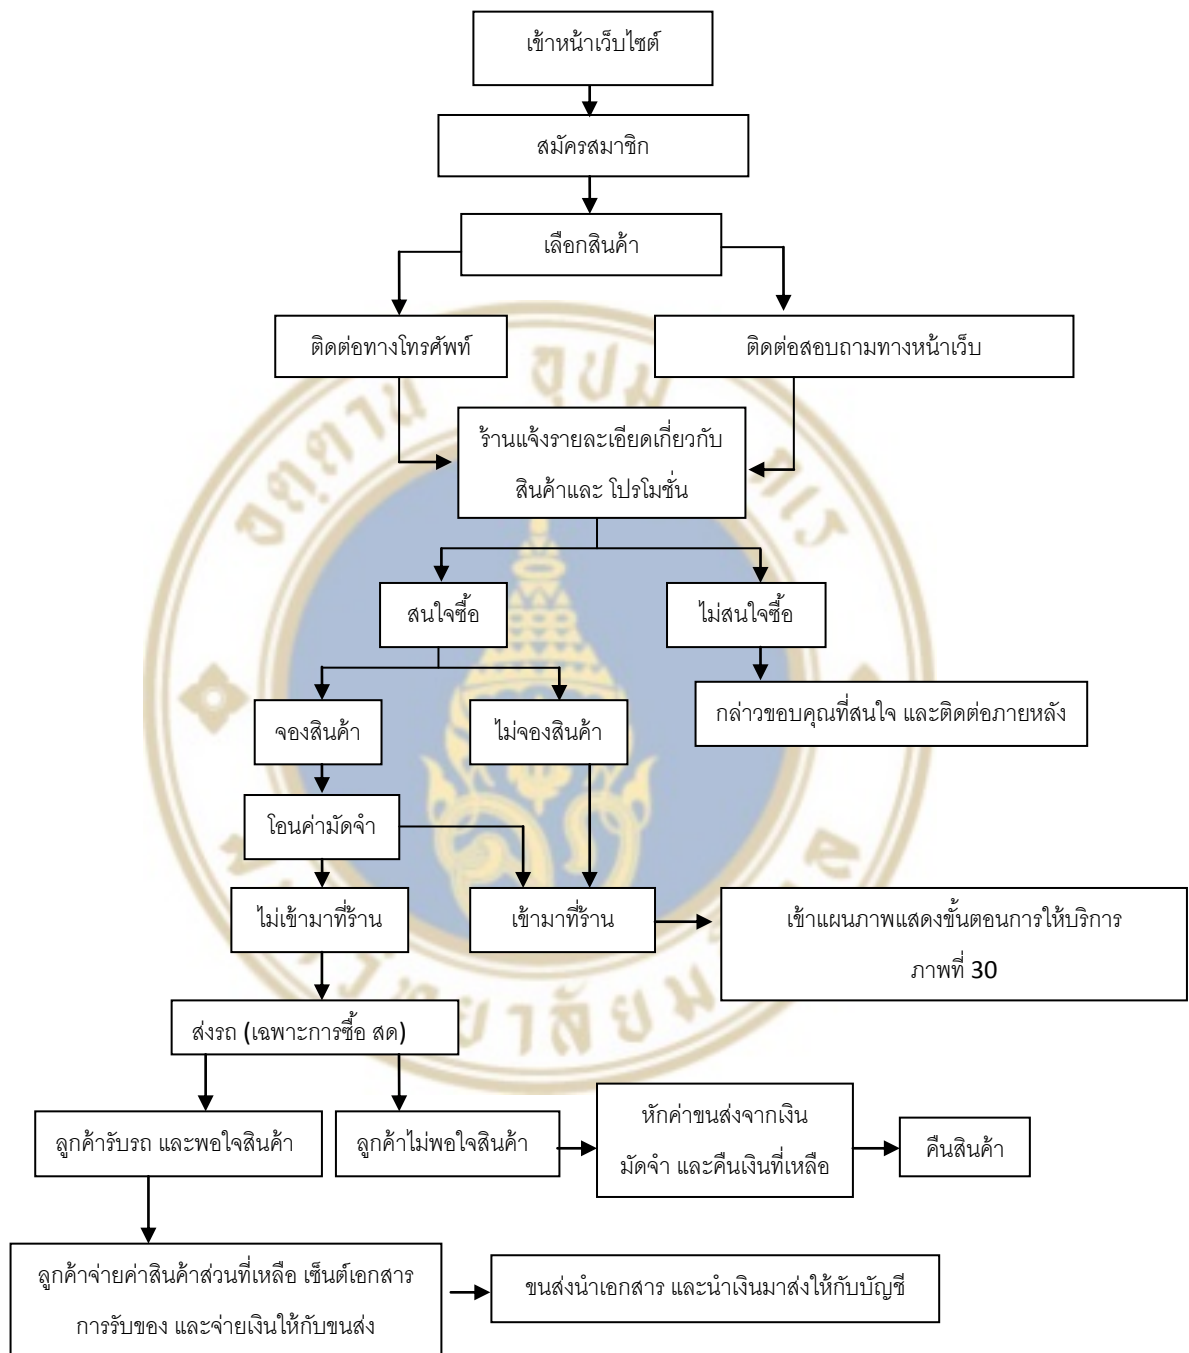 เข้าหน้าเว็บไซต์
สมัครสมาชิก
เลือกสินค้า
ติดต่อทางโทรศัพท์
ติดต่อสอบถามทางหน้าเว็บ
ร้านแจ้งรายละเอียดเกี่ยวกับ
สินค้าและ โปรโมชั่น
สนใจซื้อ
ไม่สนใจซื้อ
กล่าวขอบคุณที่สนใจ และติดต่อภายหลัง
จองสินค้า
ไม่จองสินค้า
โอนค่ามัดจำ
ไม่เข้ามาที่ร้าน
เข้ามาที่ร้าน
เข้าแผนภาพแสดงขั้นตอนการให้บริการ
ภาพที่ 30
ส่งรถ (เฉพาะการซื้อ สด)
ลูกค้ารับรถ และพอใจสินค้า
ลูกค้าไม่พอใจสินค้า
หักค่าขนส่งจากเงิน
มัดจำ และคืนเงินที่เหลือ
คืนสินค้า
ลูกค้าจ่ายค่าสินค้าส่วนที่เหลือ เซ็นต์เอกสาร
การรับของ และจ่ายเงินให้กับขนส่ง
ขนส่งนำเอกสาร และนำเงินมาส่งให้กับบัญชี